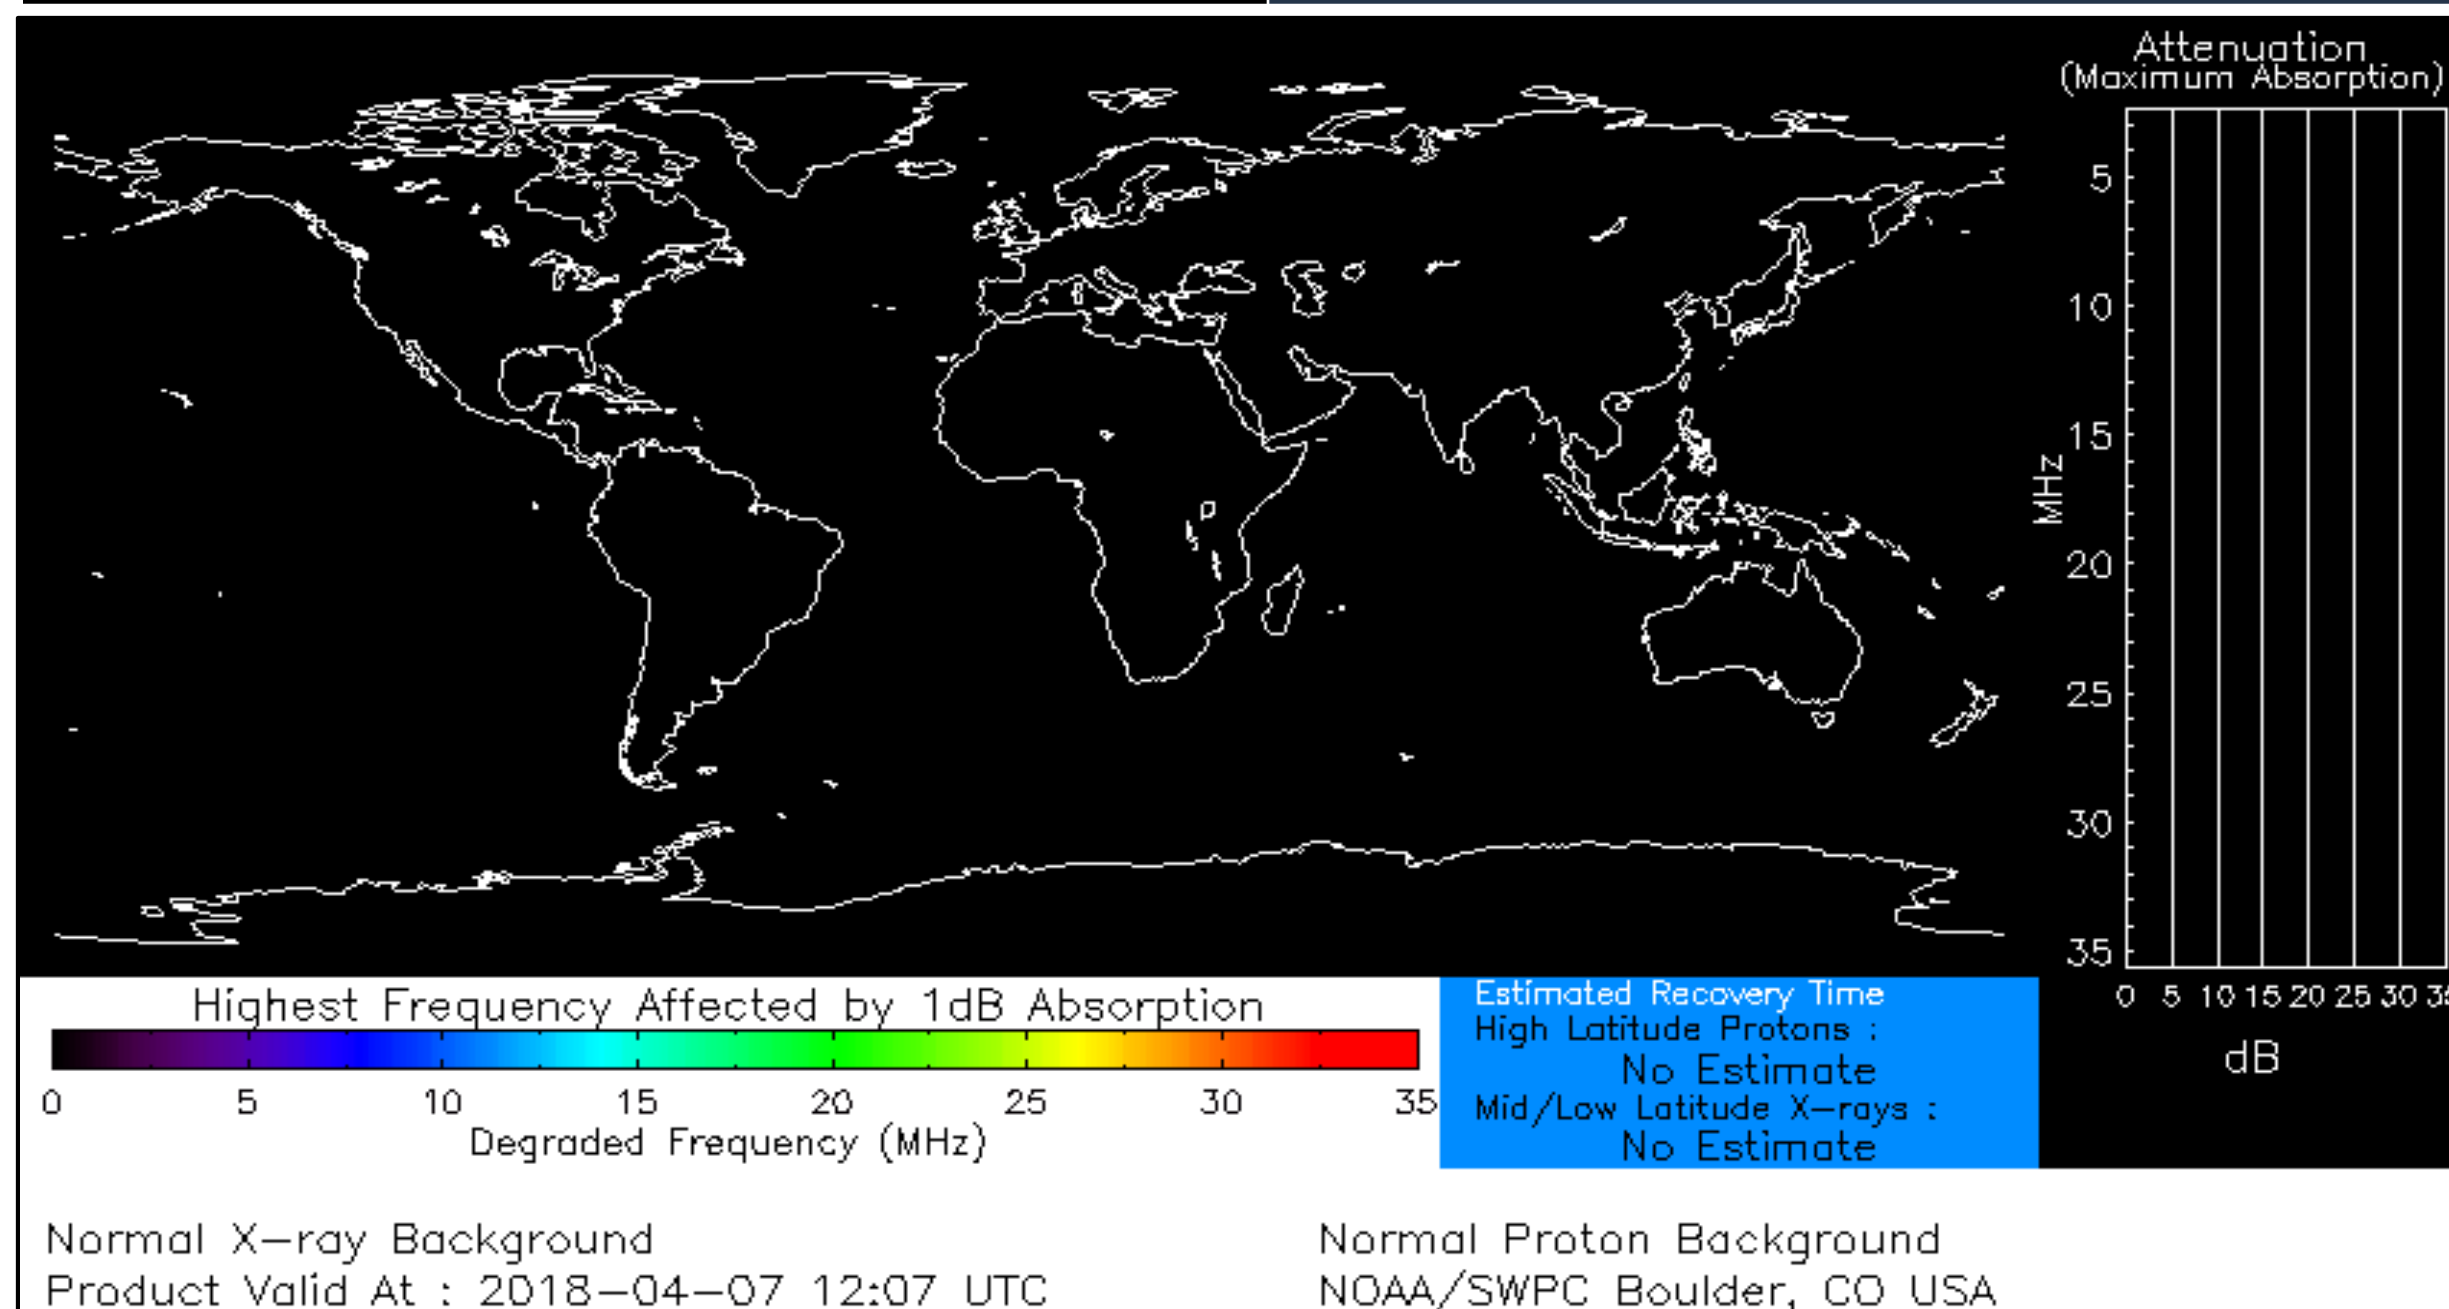 Attenuation
(Maximum Absorption)
5
10
15
20
25
30
35
MHz
0 5 10 15 20 25 30
dB
Highest Frequency Affected by 1dB Absorption
0 5 10 15 20 25 30 35
Degraded Frequency (MHz)
Estimated Recovery Time
High Latitude Protons :
No Estimate
Mid/Low Latitude X-rays :
No Estimate
Normal X-ray Background
Normal Proton Background
Product Valid At : 2018-04-07 12:07 UTC
NOAA/SWPC Boulder, CO USA